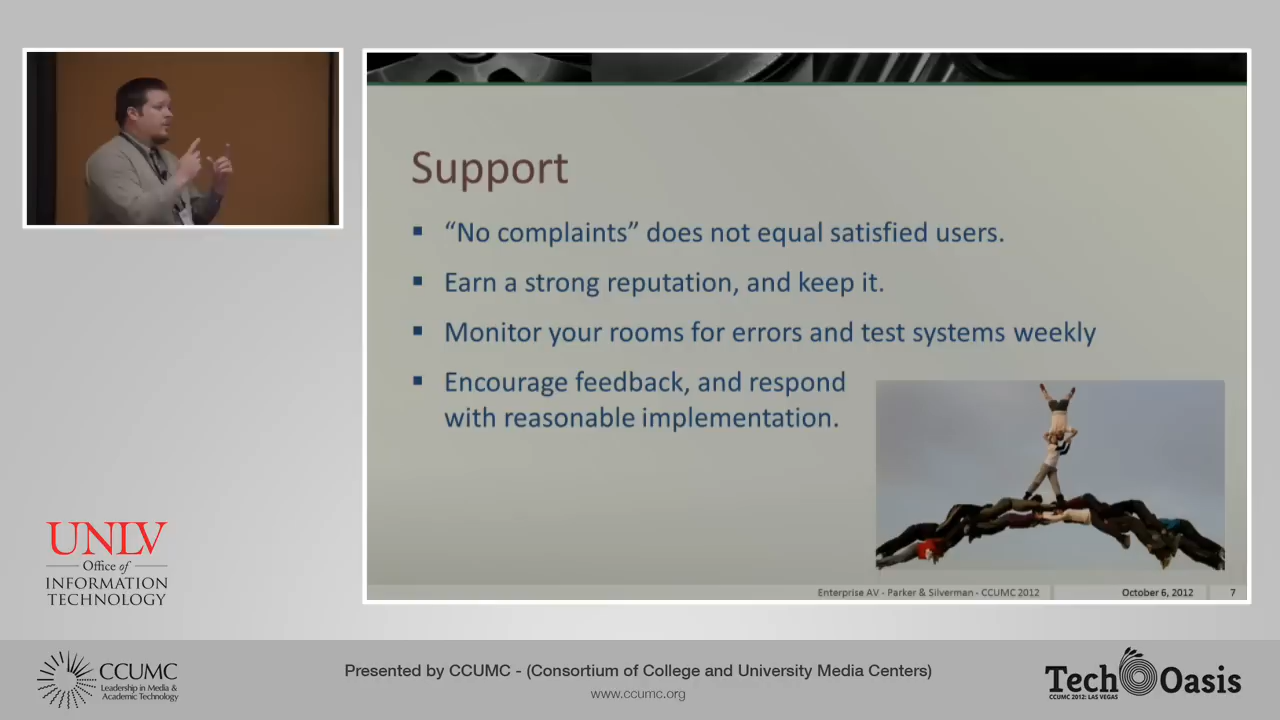 Support
▪ “No complaints” does not equal satisfied users.
▪ Earn a strong reputation, and keep it.
▪ Monitor your rooms for errors and test systems weekly
▪ Encourage feedback, and respond
with reasonable implementation.
Enterprise AV - Parker & Silverman - CCUMC 2012
October 6, 2012
7
UNLV
Office of
INFORMATION
TECHNOLOGY
CCUMC
Leadership in Media &
Academic Technology
Presented by CCUMC - (Consortium of College and University Media Centers)
www.ccumc.org
Tech Oasis
CCUMC 2012: LAS VEGAS